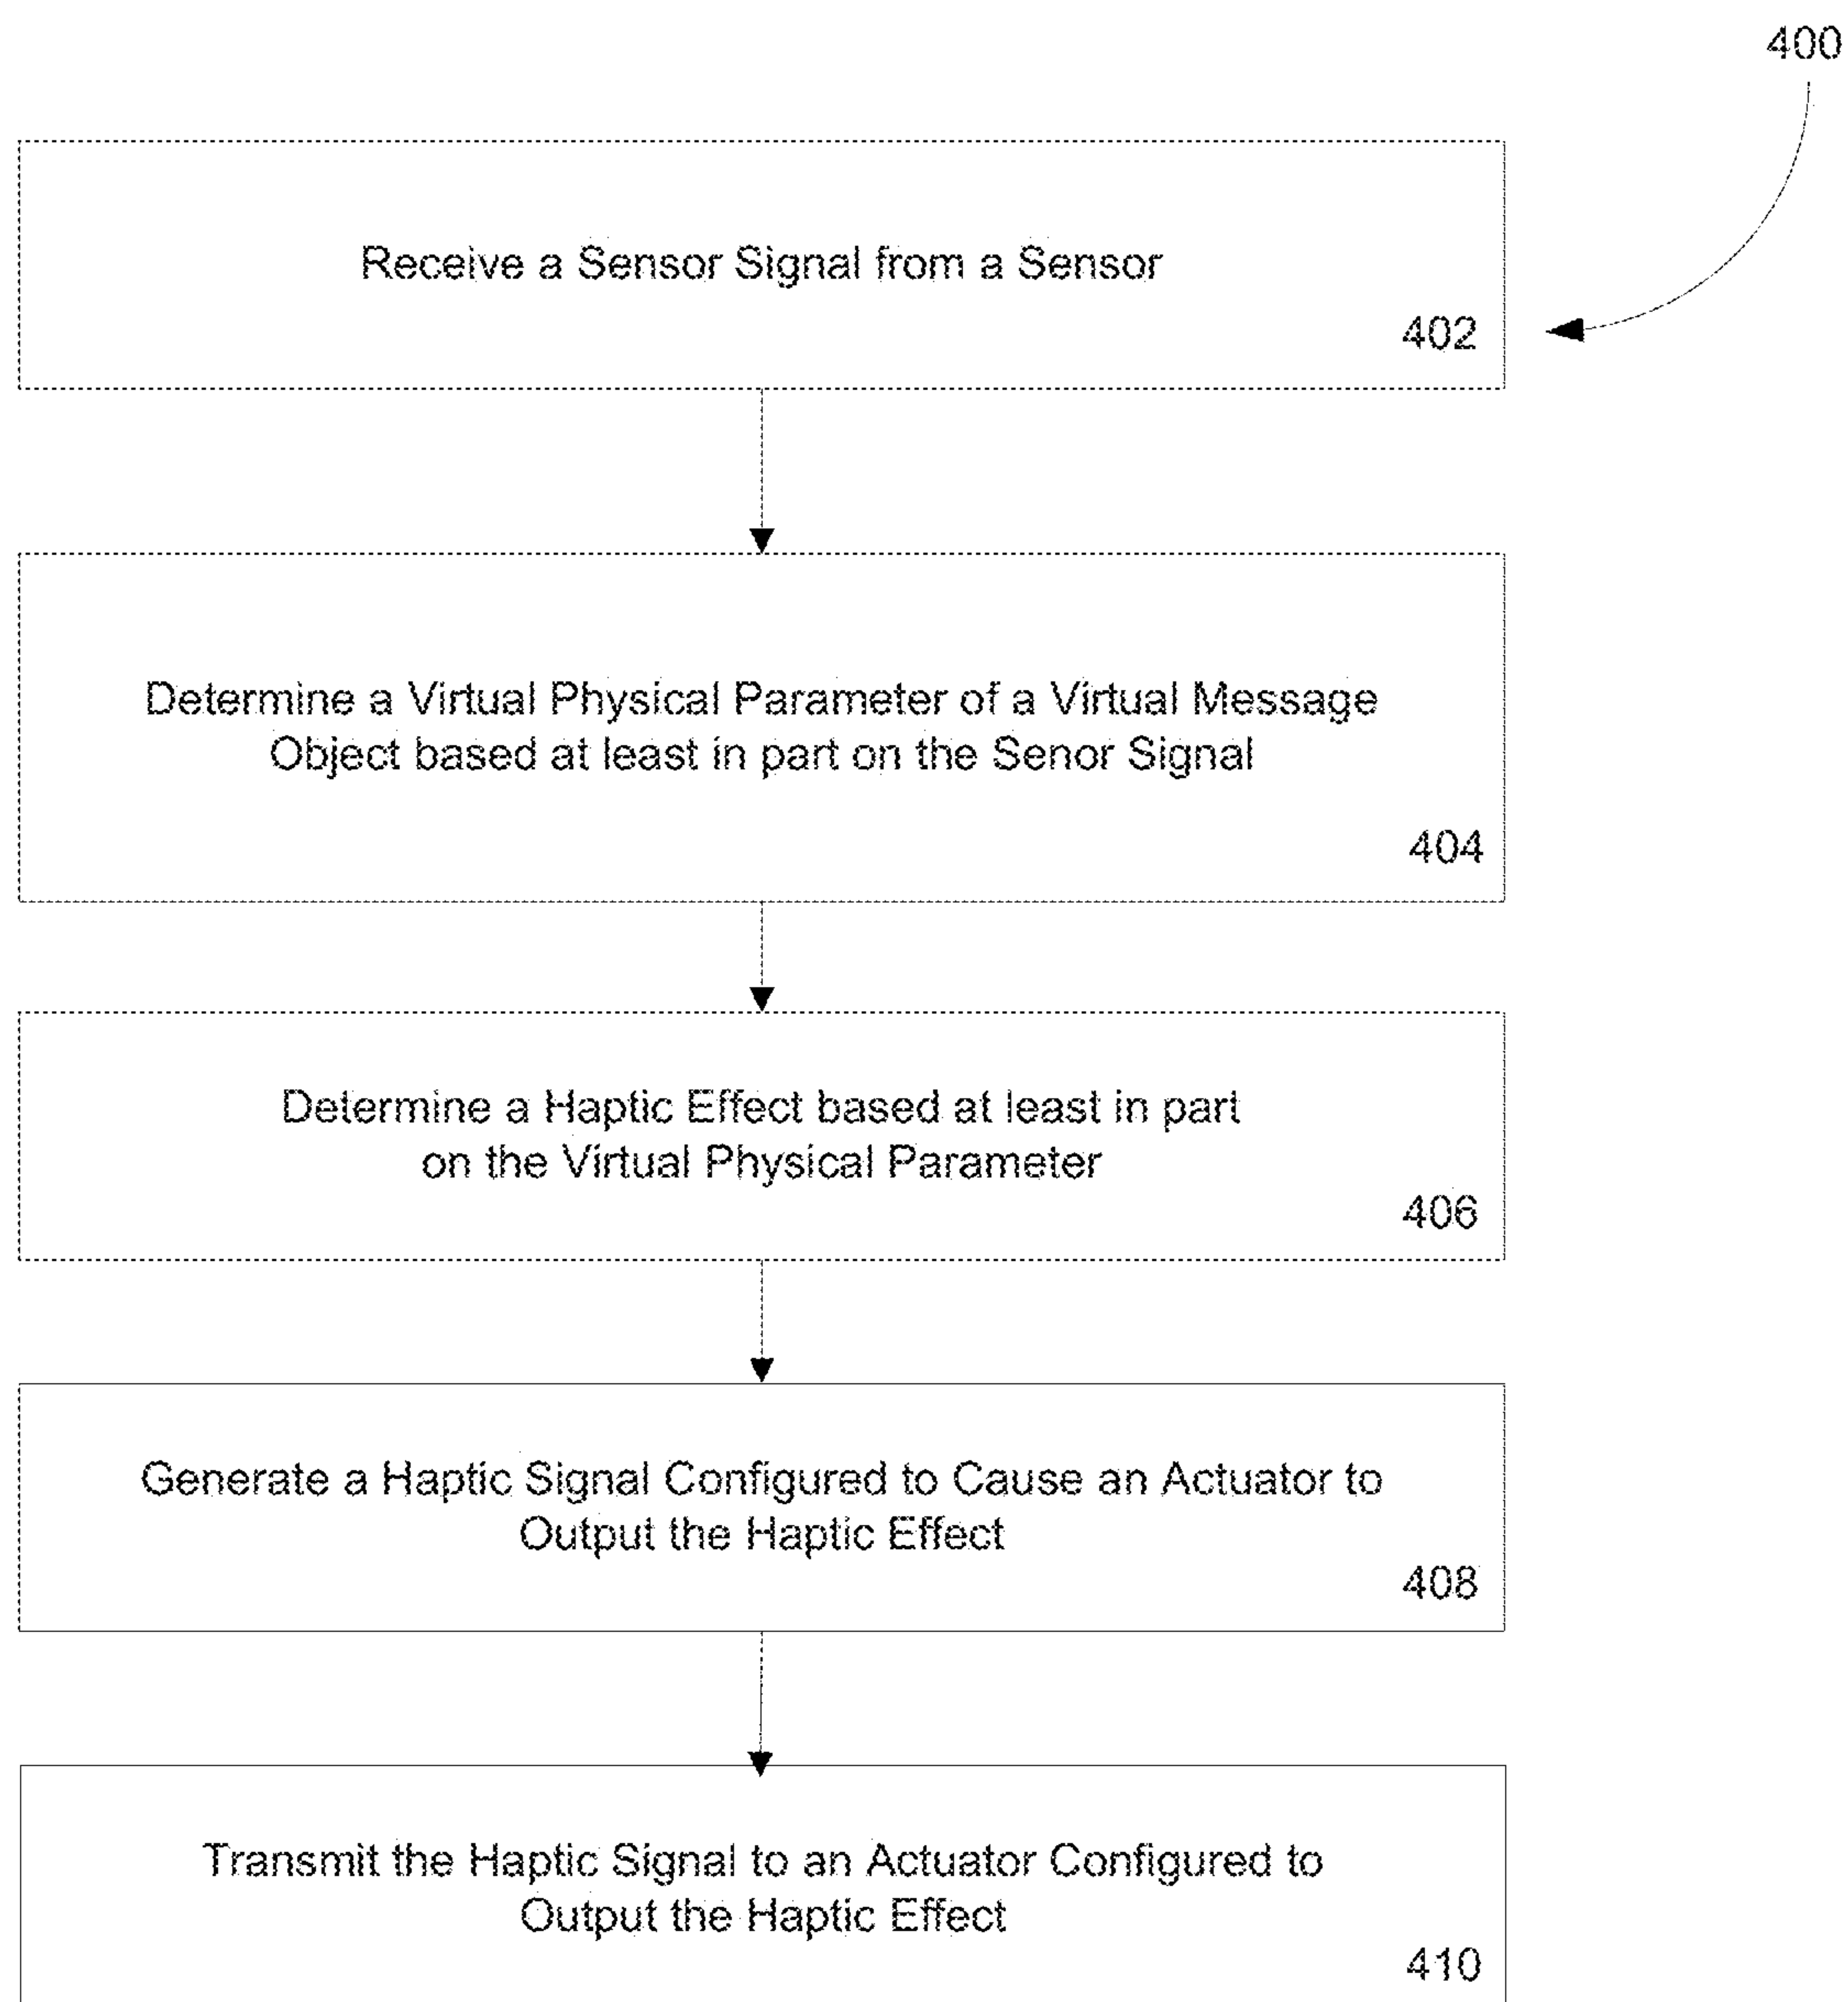 400
Receive a Sensor Signal from a Sensor
402
Determine a Virtual Physical Parameter of a Virtual Message
Object based at least in part on the Senor Signal
404
Determine a Haptic Effect based at least in part
on the Virtual Physical Parameter
406
Generate a Haptic Signal Configured to Cause an Actuator to
Output the Haptic Effect
408
Transmit the Haptic Signal to an Actuator Configured to
Output the Haptic Effect
410